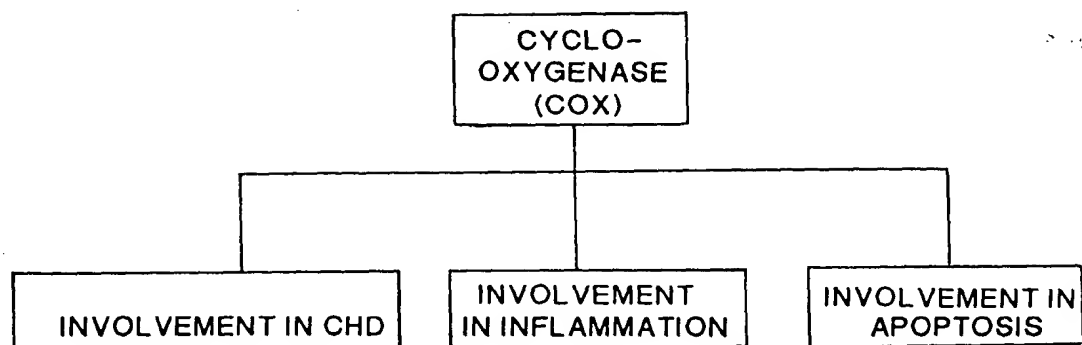 CYCLO-
OXYGENASE
(COX)
INVOLVEMENT IN CHD
INVOLVEMENT
IN INFLAMMATION
INVOLVEMENT IN
APOPTOSIS